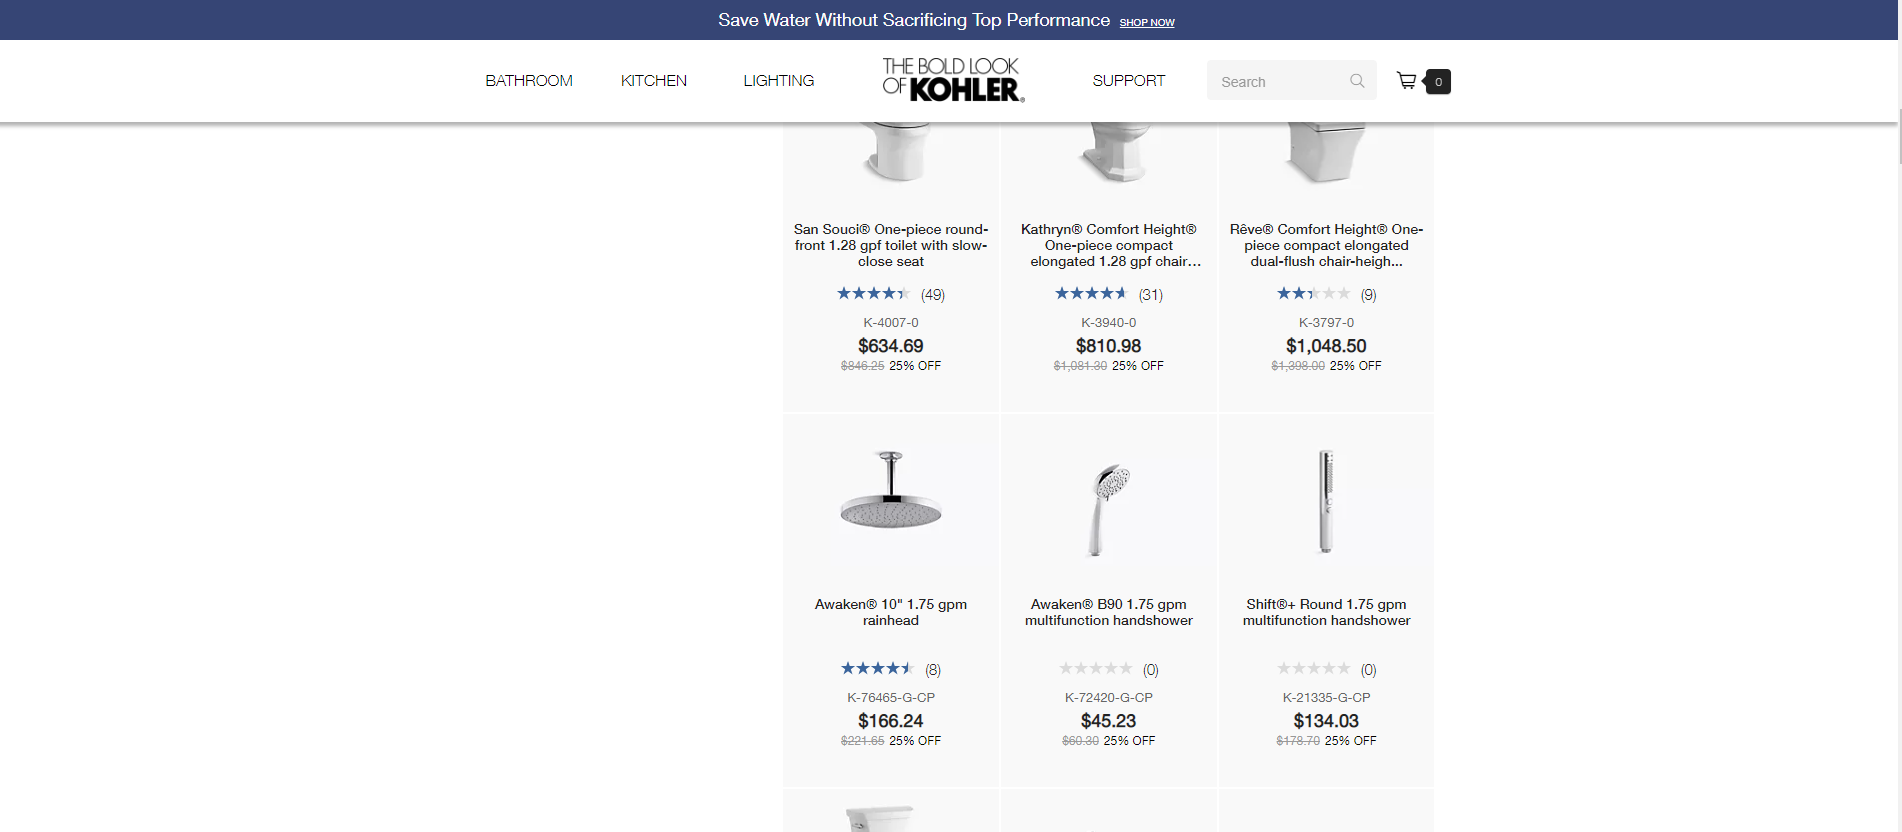 Save Water Without Sacrificing Top Performance SHOP NOW
BATHROOM KITCHEN LIGHTING THE BOLD LOOK OF KOHLER® SUPPORT Search 0
San Souci® One-piece round-
front 1.28 gpf toilet with slow-
close seat
(49)
K-4007-0
$634.69
$846.25 25% OFF
Kathryn® Comfort Height®
One-piece compact
elongated 1.28 gpf chair...
(31)
K-3940-0
$810.98
$1,081.30 25% OFF
Rêve® Comfort Height® One-
piece compact elongated
dual-flush chair-heigh...
(9)
K-3797-0
$1,048.50
$1,398.00 25% OFF
Awaken® 10" 1.75 gpm
rainhead
(8)
K-76465-G-CP
$166.24
$221.65 25% OFF
Awaken® B90 1.75 gpm
multifunction handshower
(0)
K-72420-G-CP
$45.23
$60.30 25% OFF
Shift®+ Round 1.75 gpm
multifunction handshower
(0)
K-21335-G-CP
$134.03
$178.70 25% OFF